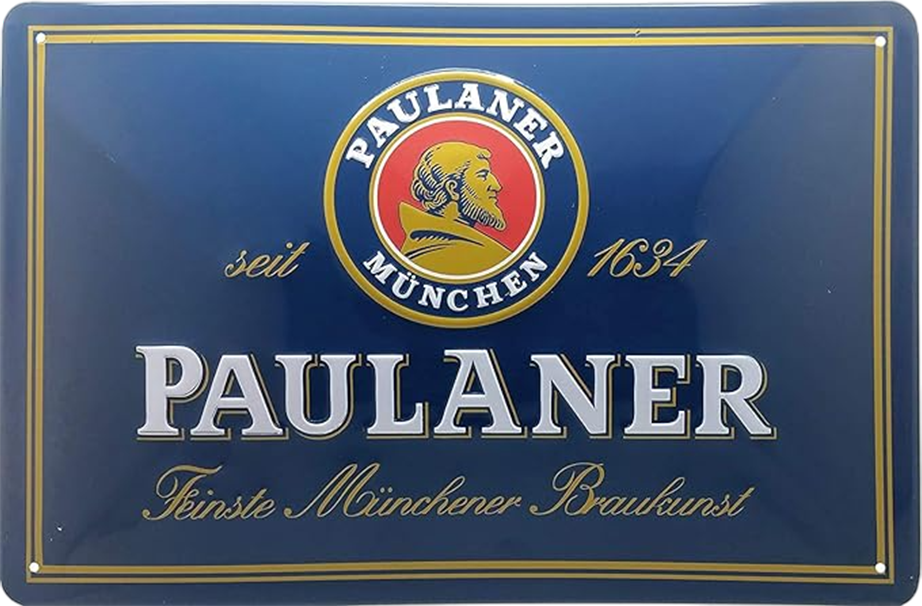 PAULANER
MÜNCHEN
seit 1634
PAULANER
Feinste Münchener Braukunst